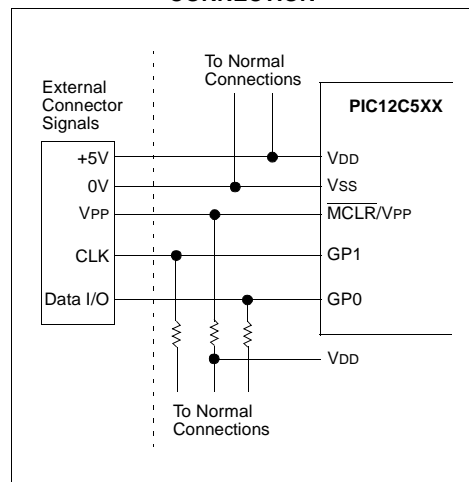 CONNECTION
To Normal
Connections
External
Connector
Signals
PIC12C5XX
+5V
VDD
0V
VSS
VPP
MCLR/VPP
CLK
GP1
Data I/O
GP0
VDD
To Normal
Connections